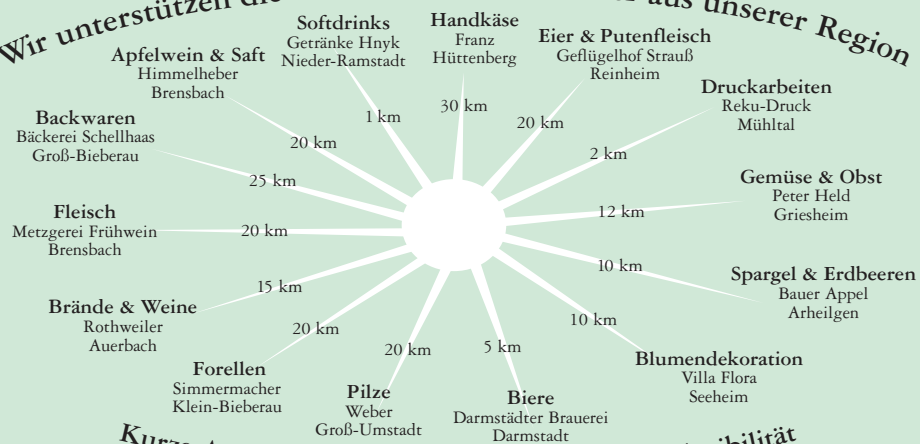 Wir unterstützen die
aus unserer Region
Softdrinks
Getränke Hnyk
Nieder-Ramstadt
1 km
Handkäse
Franz
Hüttenberg
30 km
Eier & Putenfleisch
Geflügelhof Strauß
Reinheim
20 km
Druckarbeiten
Reku-Druck
Mühltal
2 km
Gemüse & Obst
Peter Held
Griesheim
12 km
Spargel & Erdbeeren
Bauer Appel
Arheilgen
10 km
Blumendekoration
Villa Flora
Seeheim
10 km
Biere
Darmstädter Brauerei
Darmstadt
5 km
Pilze
Weber
Groß-Umstadt
20 km
Forellen
Simmermacher
Klein-Bieberau
20 km
Brände & Weine
Rothweiler
Auerbach
15 km
Fleisch
Metzgerei Frühwein
Brensbach
20 km
Backwaren
Bäckerei Schellhaas
Groß-Bieberau
25 km
Apfelwein & Saft
Himmelheber
Brensbach
20 km